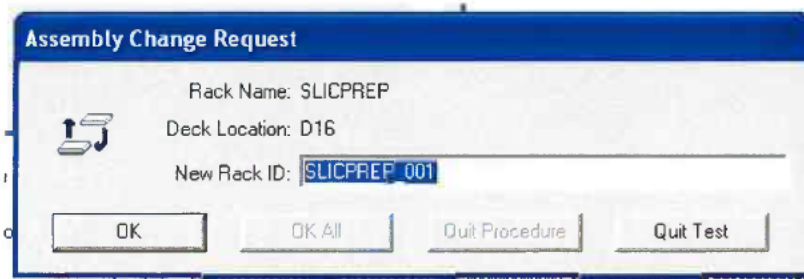 Assembly Change Request
Rack Name: SLICPREP
Deck Location: D16
New Rack ID: SLICPREP_001
OK
OK All
Quit Procedure
Quit Test